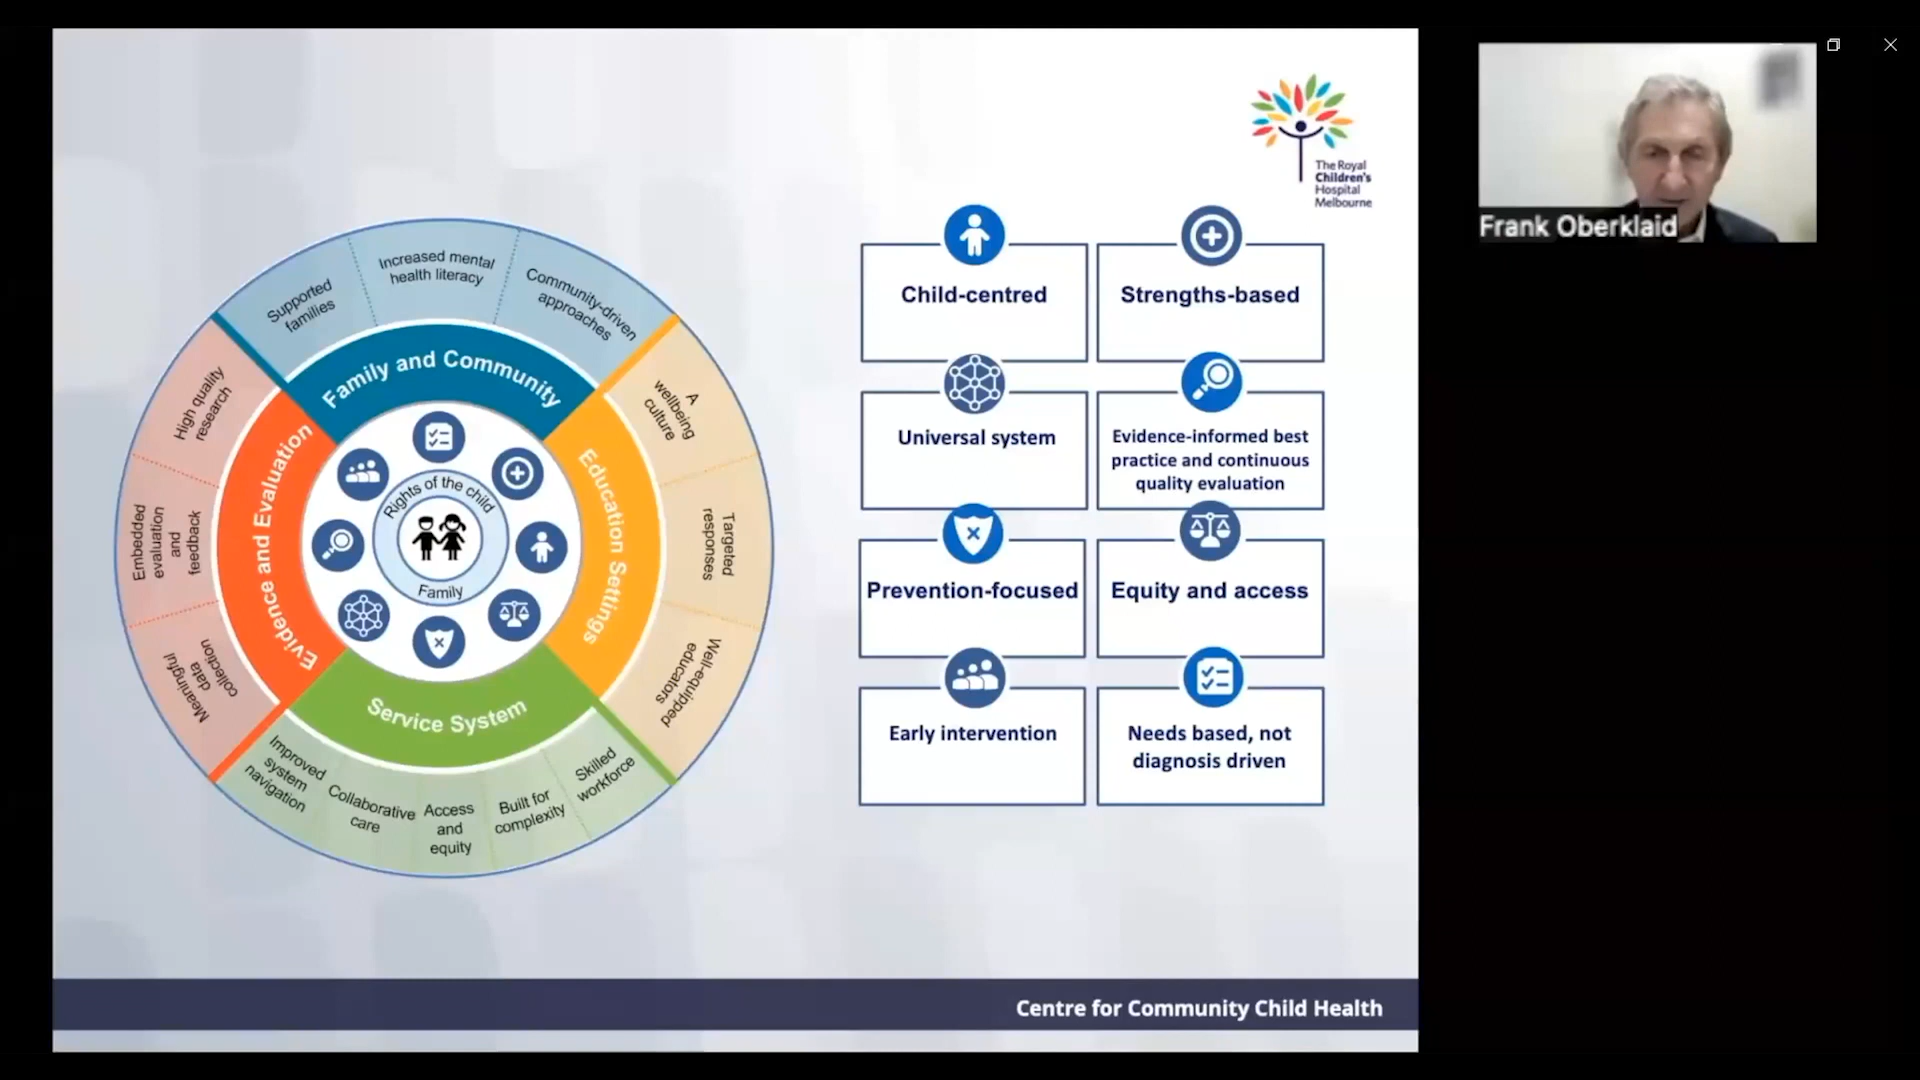 The Royal
Children's
Hospital
Melbourne
Frank Oberklaid
Supported
families
Increased mental
health literacy
Community-driven
approaches
Family and Community
A
wellbeing
culture
Targeted
responses
Well-equipped
educators
Education Settings
Skilled
workforce
Built for
complexity
Access
and
equity
Collaborative
care
Improved
system
navigation
Service System
Meaningful
data
collection
Embedded
evaluation
and
feedback
High quality
research
Evidence and Evaluation
Rights of the child
Family
Child-centred
Strengths-based
Universal system
Evidence-informed best
practice and continuous
quality evaluation
Prevention-focused
Equity and access
Early intervention
Needs based, not
diagnosis driven
Centre for Community Child Health